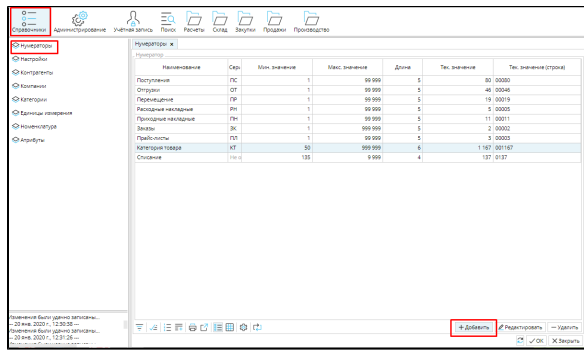 Справочники Администрирование Учётная запись Поиск Расчеты Склад Закупки Продажи Производство
Нумераторы
Настройки
Контрагенты
Компании
Категории
Единицы измерения
Номенклатура
Атрибуты
Нумераторы x
Нумератор
Наименование Сери Мин. значение Макс. значение Длина Тек. значение Тек. значение (строка)
Поступления ПС 1 99 999 5 80 00080
Отгрузки ОТ 1 99 999 5 46 00046
Перемещение ПР 1 99 999 5 19 00019
Расходные накладные РН 1 99 999 5 5 00005
Приходные накладные ПН 1 99 999 5 11 00011
Заказы ЗК 1 999 999 5 2 00002
Прайс-листы ПЛ 1 99 999 5 3 00003
Категория товара КТ 50 999 999 6 1 167 001167
Списание 135 9 999 4 137 0137
Изменения были удачно записаны...
-- 20 янв. 2020 г., 12:30:58 ---
Изменения были удачно записаны...
-- 20 янв. 2020 г., 12:31:26 ---
+ Добавить Редактировать Удалить
OK Закрыть